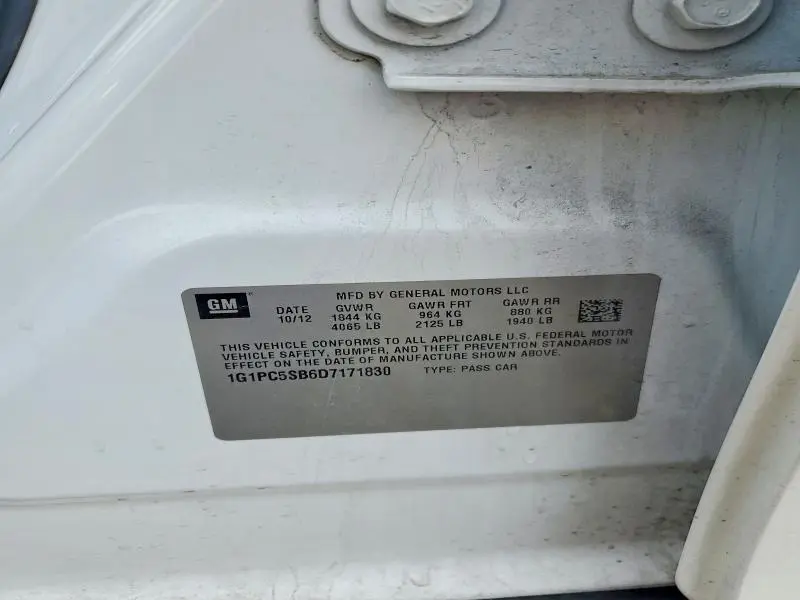 GM
MFD BY GENERAL MOTORS LLC
DATE GVWR GAWR FRT GAWR RR
10/12 1844 KG 964 KG 880 KG
4065 LB 2125 LB 1940 LB
THIS VEHICLE CONFORMS TO ALL APPLICABLE U.S. FEDERAL MOTOR
VEHICLE SAFETY, BUMPER, AND THEFT PREVENTION STANDARDS IN
EFFECT ON THE DATE OF MANUFACTURE SHOWN ABOVE.
1G1PC5SB6D7171830 TYPE: PASS CAR